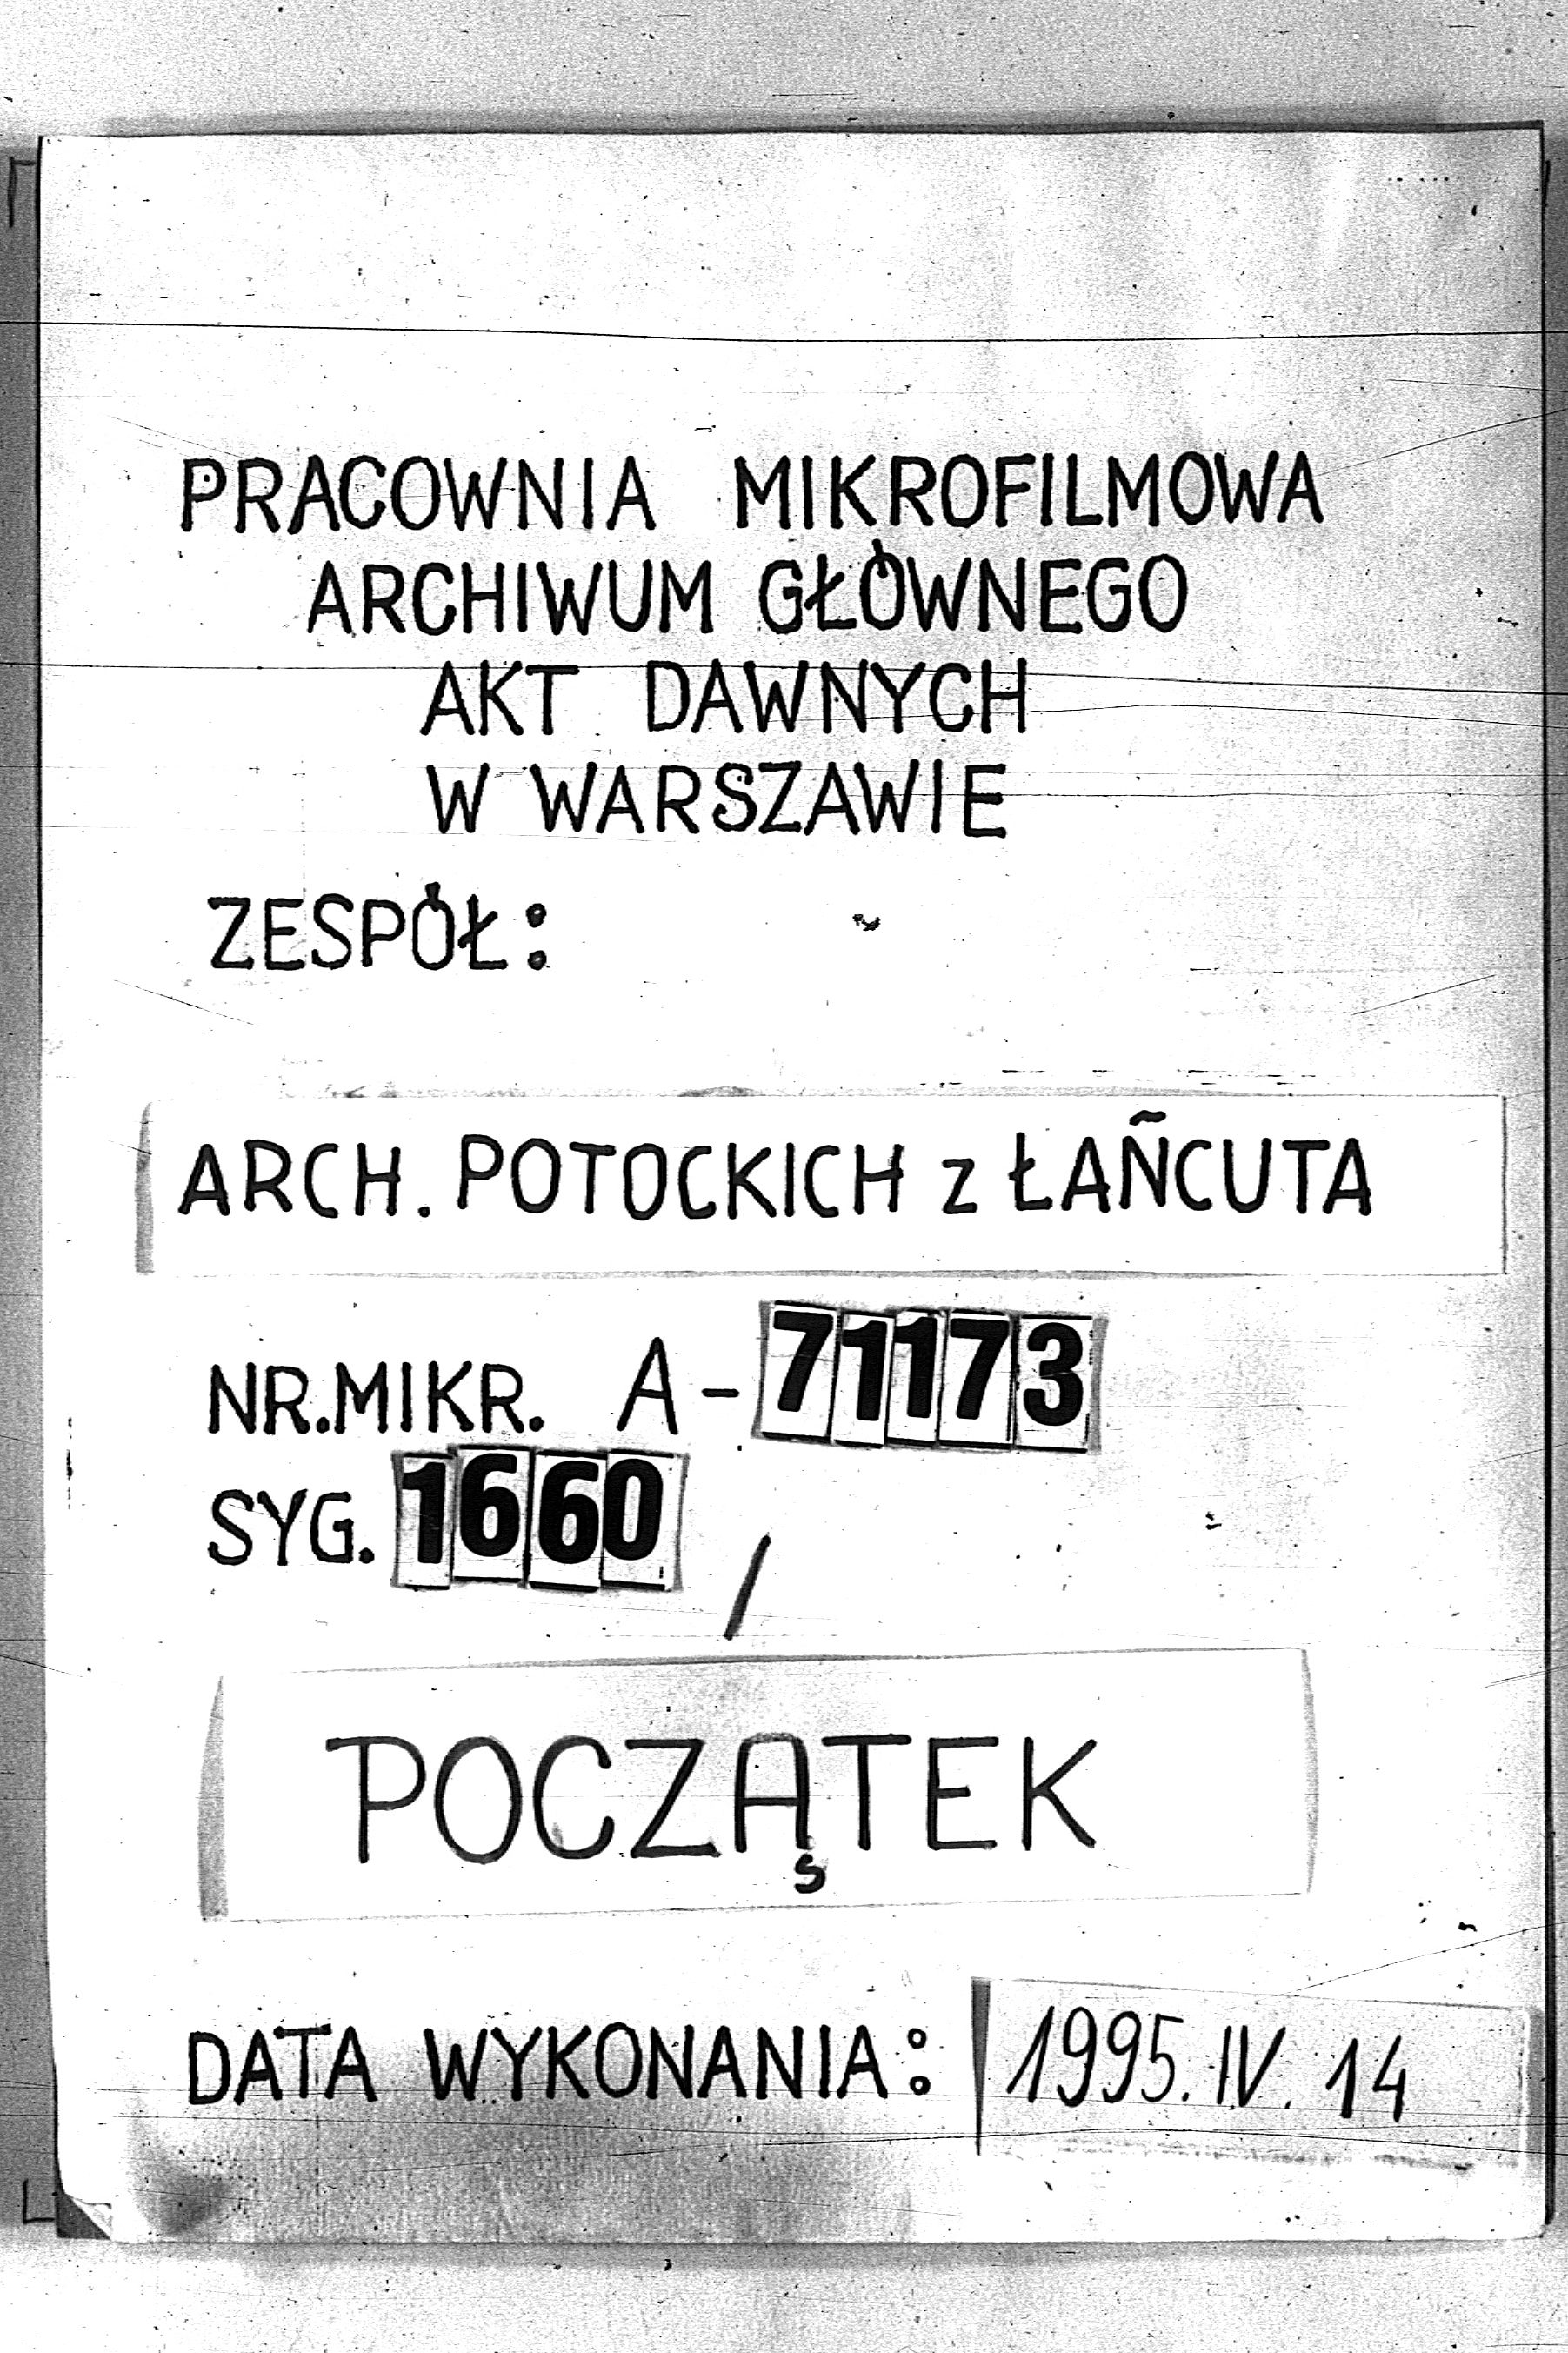 PRACOWNIA MIKROFILMOWA
ARCHIWUM GŁÓWNEGO
AKT DAWNYCH
W WARSZAWIE
ZESPÓŁ:
ARCH. POTOCKICH z ŁAŃCUTA
NR.MIKR. A-71173
SYG. 1660 /
POCZĄTEK
DATA WYKONANIA: 1995.IV.14